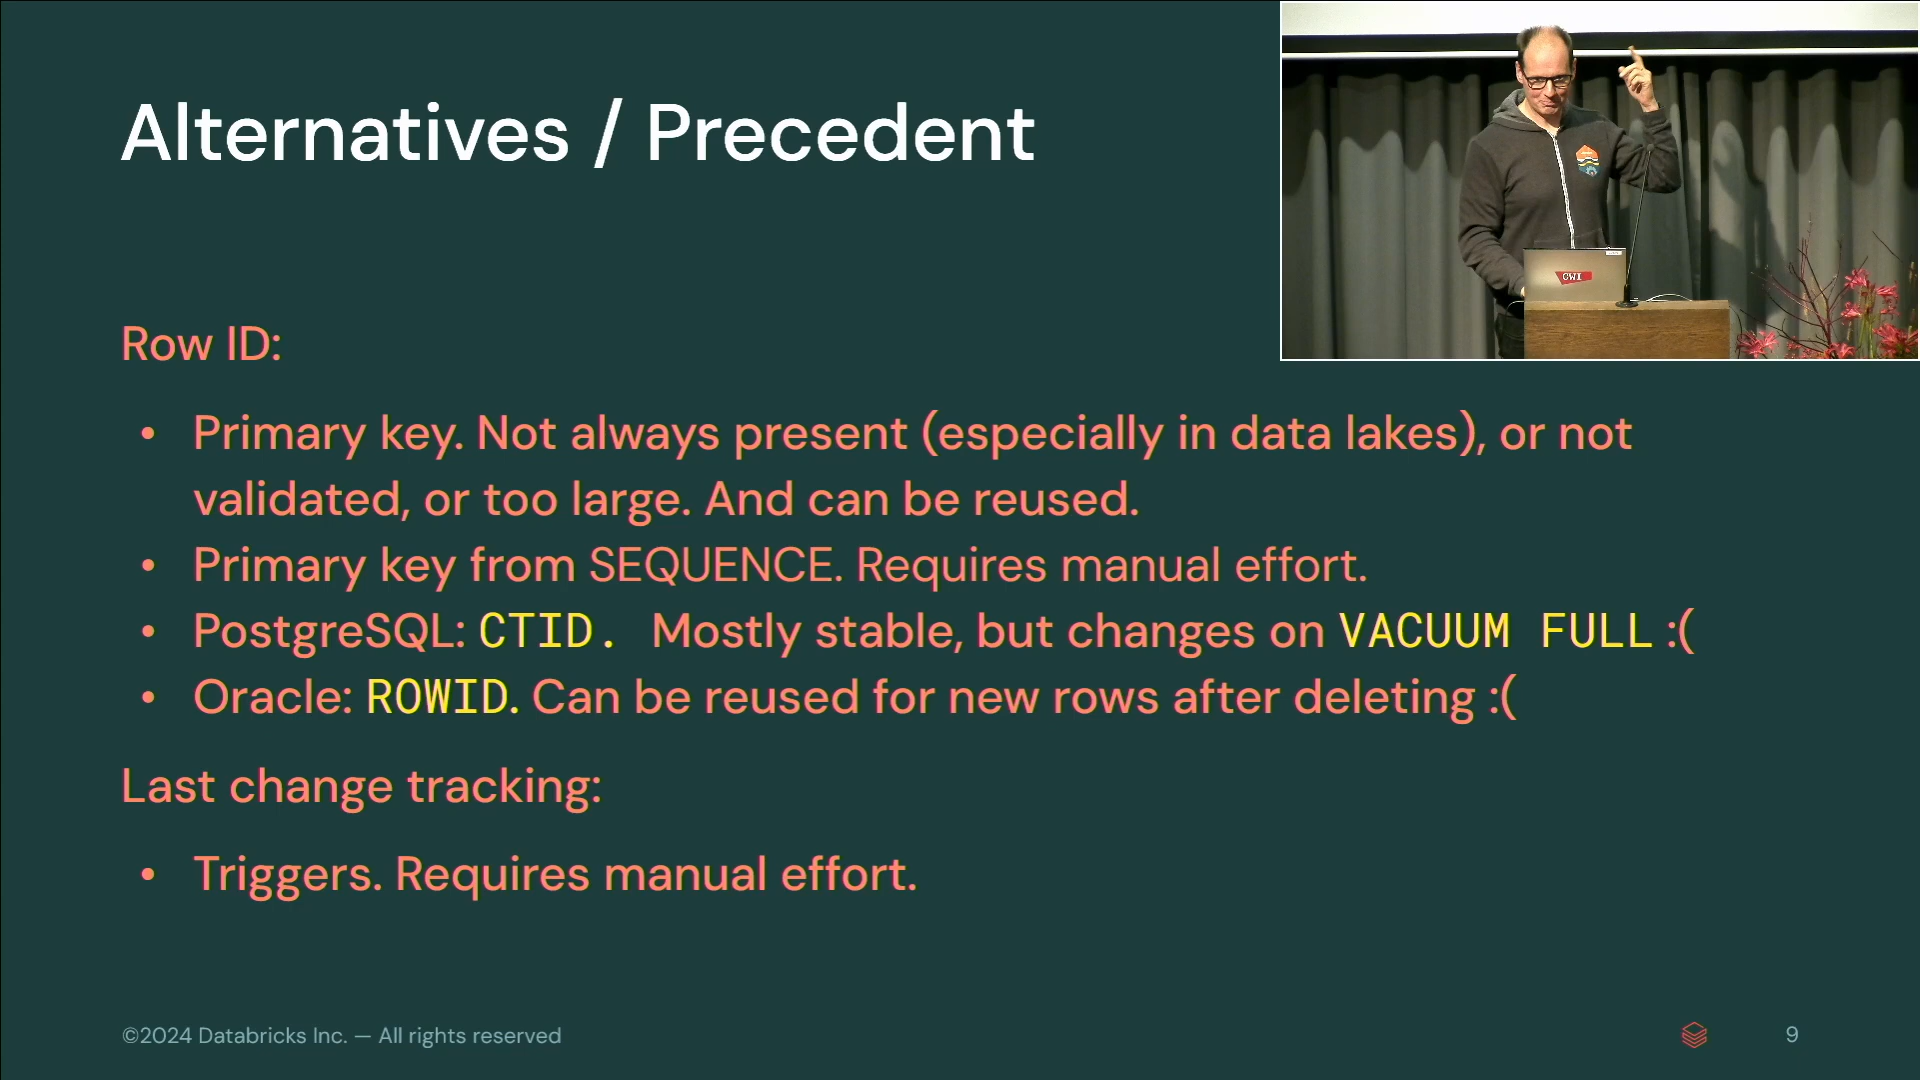 Alternatives / Precedent
CWI
Row ID:
• Primary key. Not always present (especially in data lakes), or not
validated, or too large. And can be reused.
• Primary key from SEQUENCE. Requires manual effort.
• PostgreSQL: CTID. Mostly stable, but changes on VACUUM FULL :(
• Oracle: ROWID. Can be reused for new rows after deleting :(
Last change tracking:
• Triggers. Requires manual effort.
©2024 Databricks Inc. — All rights reserved
9